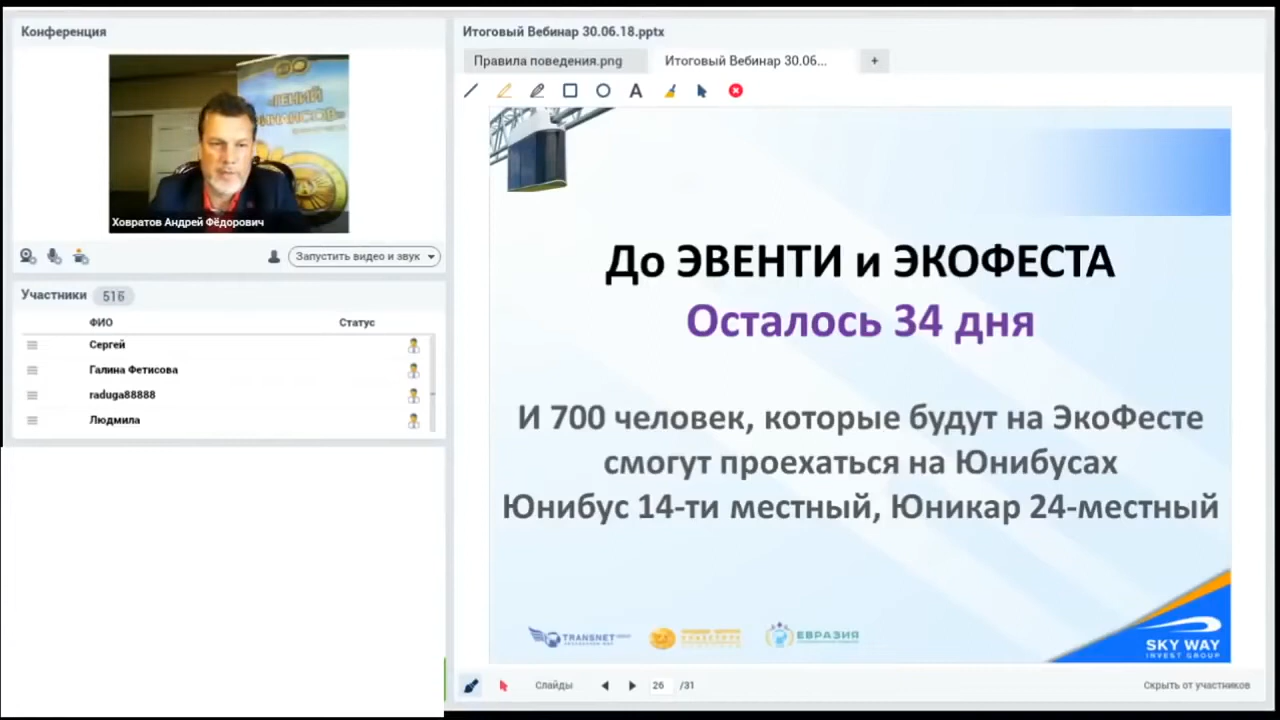 Конференция
«ГЕНИЙ
ФИНАНСОВ»
Ховратов Андрей Фёдорович
Запустить видео и звук
Участники 516
ФИО Статус
Сергей
Галина Фетисова
raduga88888
Людмила
Итоговый Вебинар 30.06.18.pptx
Правила поведения.png Итоговый Вебинар 30.06... +
A
До ЭВЕНТИ и ЭКОФЕСТА
Осталось 34 дня
И 700 человек, которые будут на ЭкоФесте
смогут проехаться на Юнибусах
Юнибус 14-ти местный, Юникар 24-местный
TRANSNET
ЕВРАЗИЯ
SKY WAY
INVEST GROUP
Слайды 26 /31 Скрыть от участников